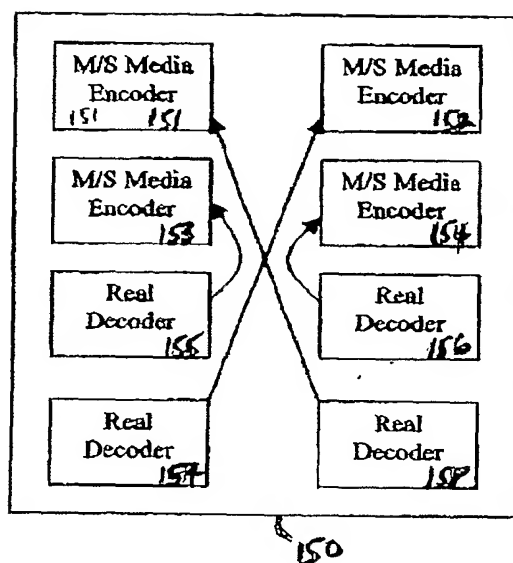 M/S Media
Encoder
151 151
M/S Media
Encoder
152
M/S Media
Encoder
153
M/S Media
Encoder
154
Real
Decoder
155
Real
Decoder
156
Real
Decoder
157
Real
Decoder
158
150